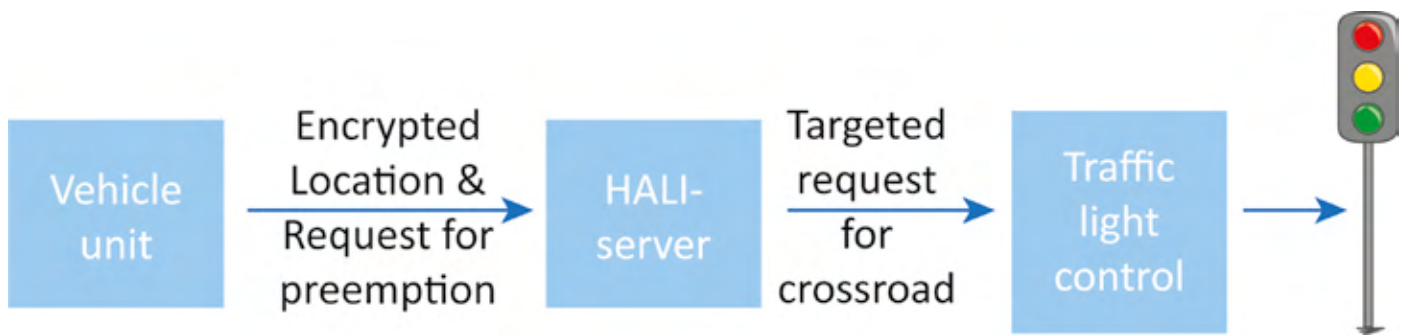 Vehicle
unit
Encrypted
Location &
Request for
preemption
HALI-
server
Targeted
request
for
crossroad
Traffic
light
control